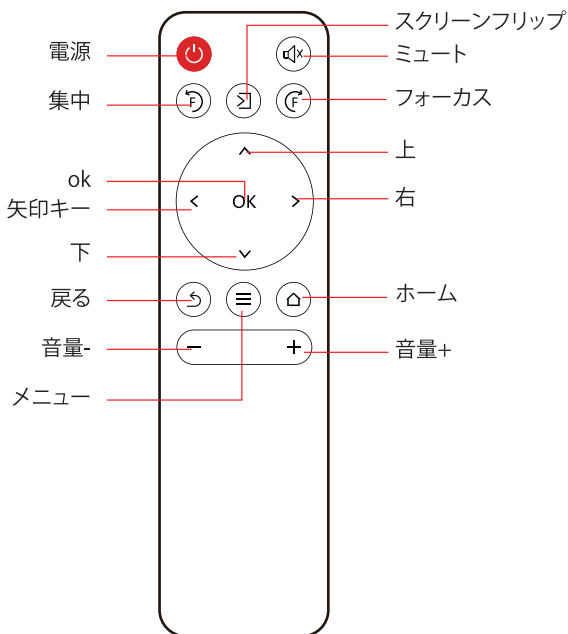 スクリーンフリップ
電源
ミュート
集中
F
F
フォーカス
上
ok
OK
矢印キー
右
下
戻る
ホーム
音量-
音量+
メニュー